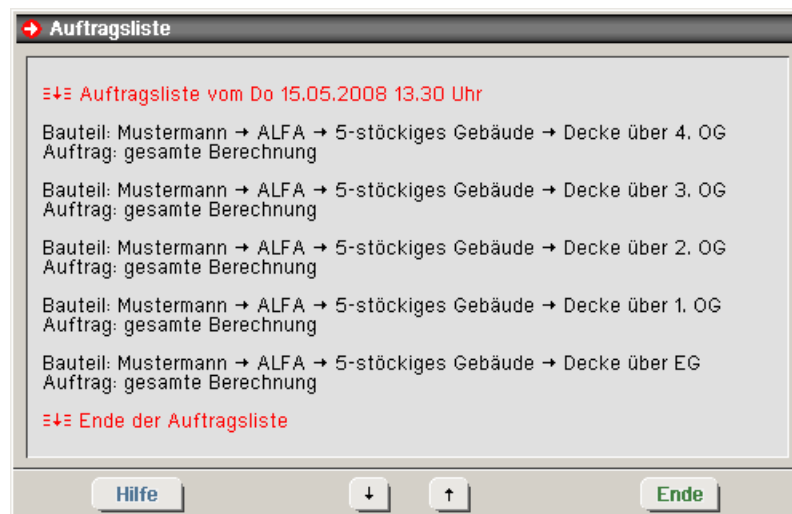 Auftragsliste
Auftragsliste vom Do 15.05.2008 13.30 Uhr
Bauteil: Mustermann → ALFA → 5-stöckiges Gebäude → Decke über 4. OG
Auftrag: gesamte Berechnung
Bauteil: Mustermann → ALFA → 5-stöckiges Gebäude → Decke über 3. OG
Auftrag: gesamte Berechnung
Bauteil: Mustermann → ALFA → 5-stöckiges Gebäude → Decke über 2. OG
Auftrag: gesamte Berechnung
Bauteil: Mustermann → ALFA → 5-stöckiges Gebäude → Decke über 1. OG
Auftrag: gesamte Berechnung
Bauteil: Mustermann → ALFA → 5-stöckiges Gebäude → Decke über EG
Auftrag: gesamte Berechnung
Ende der Auftragsliste
Hilfe ↓ ↑ Ende